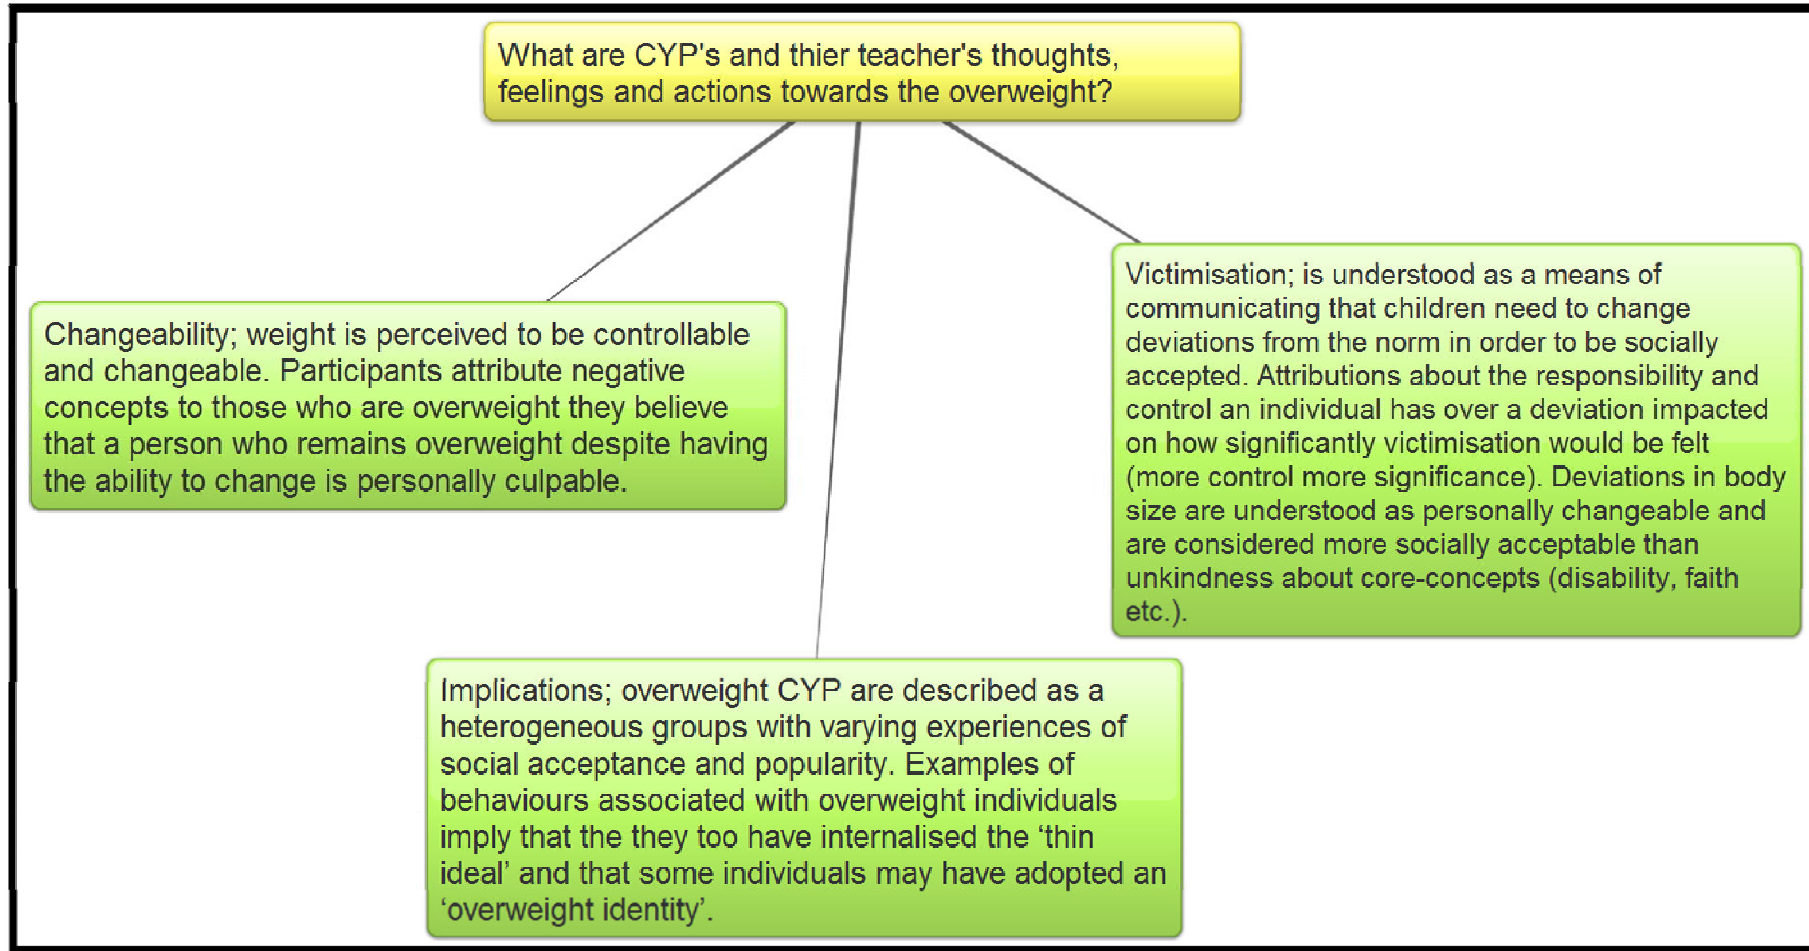 What are CYP's and thier teacher's thoughts,
feelings and actions towards the overweight?
Changeability; weight is perceived to be controllable
and changeable. Participants attribute negative
concepts to those who are overweight they believe
that a person who remains overweight despite having
the ability to change is personally culpable.
Victimisation; is understood as a means of
communicating that children need to change
deviations from the norm in order to be socially
accepted. Attributions about the responsibility and
control an individual has over a deviation impacted
on how significantly victimisation would be felt
(more control more significance). Deviations in body
size are understood as personally changeable and
are considered more socially acceptable than
unkindness about core-concepts (disability, faith
etc.).
Implications; overweight CYP are described as a
heterogeneous groups with varying experiences of
social acceptance and popularity. Examples of
behaviours associated with overweight individuals
imply that the they too have internalised the ‘thin
ideal’ and that some individuals may have adopted an
‘overweight identity’.